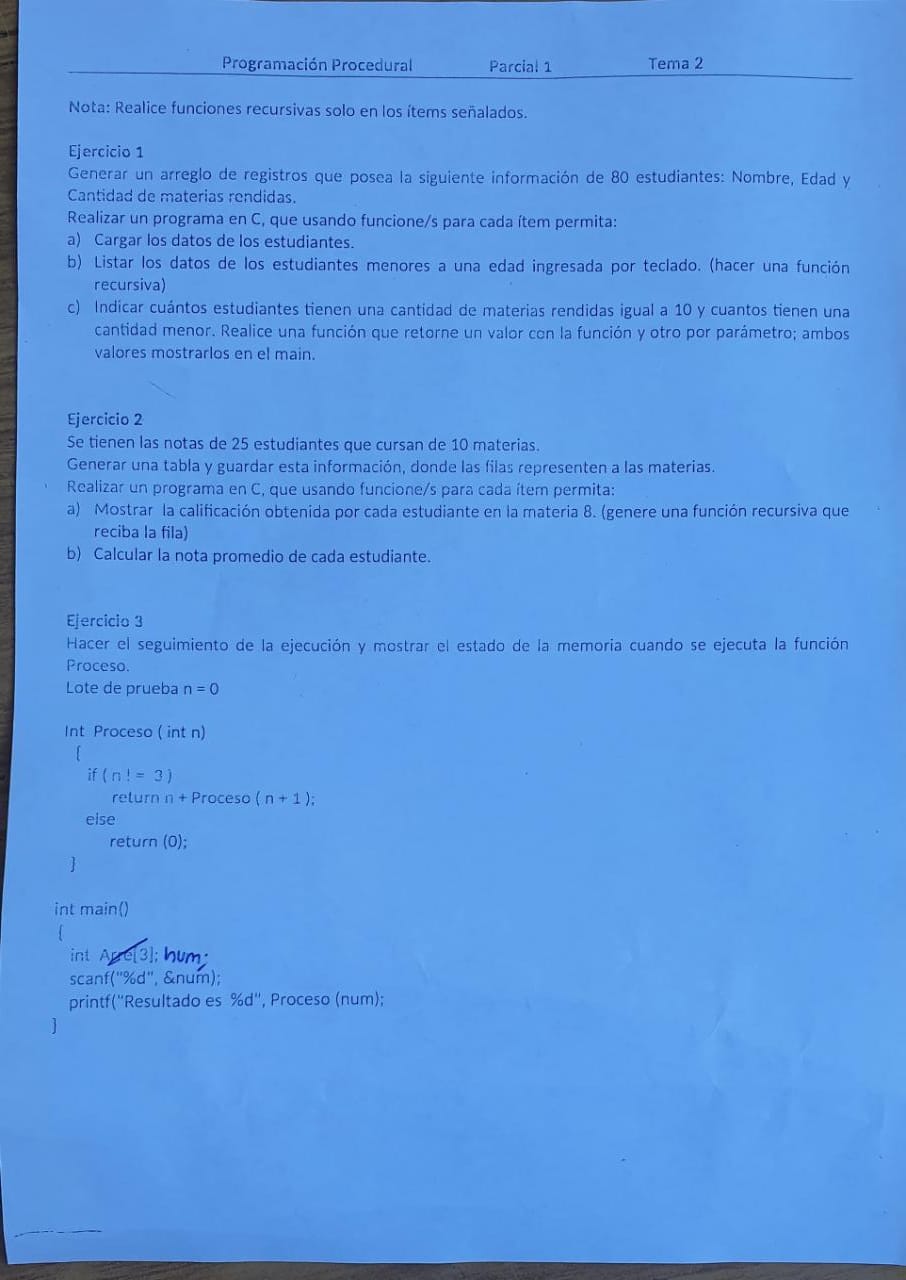 Programación Procedural Parcial 1 Tema 2
Nota: Realice funciones recursivas solo en los ítems señalados.
Ejercicio 1
Generar un arreglo de registros que posea la siguiente información de 80 estudiantes: Nombre, Edad y
Cantidad de materias rendidas.
Realizar un programa en C, que usando funcione/s para cada ítem permita:
a) Cargar los datos de los estudiantes.
b) Listar los datos de los estudiantes menores a una edad ingresada por teclado. (hacer una función
recursiva)
c) Indicar cuántos estudiantes tienen una cantidad de materias rendidas igual a 10 y cuantos tienen una
cantidad menor. Realice una función que retorne un valor con la función y otro por parámetro; ambos
valores mostrarlos en el main.
Ejercicio 2
Se tienen las notas de 25 estudiantes que cursan de 10 materias.
Generar una tabla y guardar esta información, donde las filas representen a las materias.
Realizar un programa en C, que usando funcione/s para cada ítem permita:
a) Mostrar la calificación obtenida por cada estudiante en la materia 8. (genere una función recursiva que
reciba la fila)
b) Calcular la nota promedio de cada estudiante.
Ejercicio 3
Hacer el seguimiento de la ejecución y mostrar el estado de la memoria cuando se ejecuta la función
Proceso.
Lote de prueba n = 0
Int Proceso ( int n)
{
if ( n ! = 3 )
return n + Proceso ( n + 1 );
else
return (0);
}
int main()
{
int Arre[3]; num;
scanf("%d", &num);
printf("Resultado es %d", Proceso (num);
}